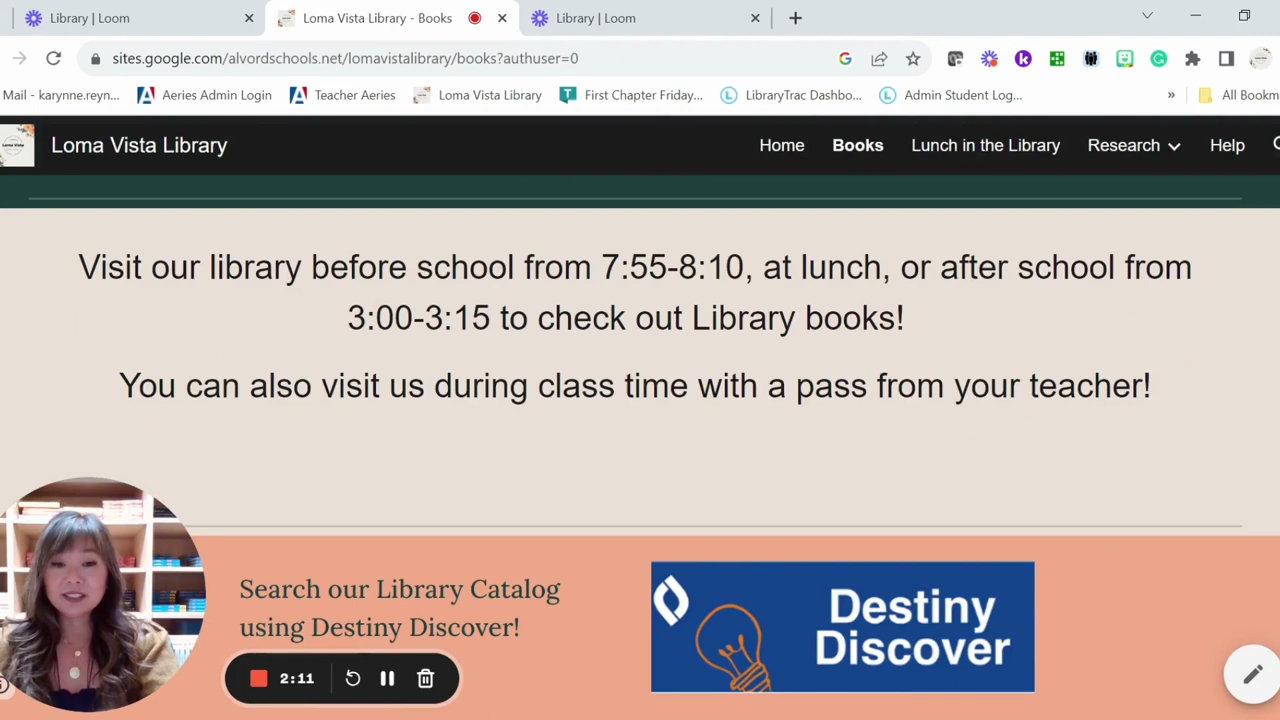 Library | Loom
Loma Vista Library - Books
Library | Loom
sites.google.com/alvordschools.net/lomavistalibrary/books?authuser=0
Mail - karynne.reyn...
Aeries Admin Login
Teacher Aeries
Loma Vista Library
First Chapter Friday...
LibraryTrac Dashbo...
Admin Student Log...
»
All Bookm
Loma Vista Library
Home
Books
Lunch in the Library
Research
Help
Visit our library before school from 7:55-8:10, at lunch, or after school from
3:00-3:15 to check out Library books!
You can also visit us during class time with a pass from your teacher!
Search our Library Catalog
using Destiny Discover!
Destiny
Discover
2:11